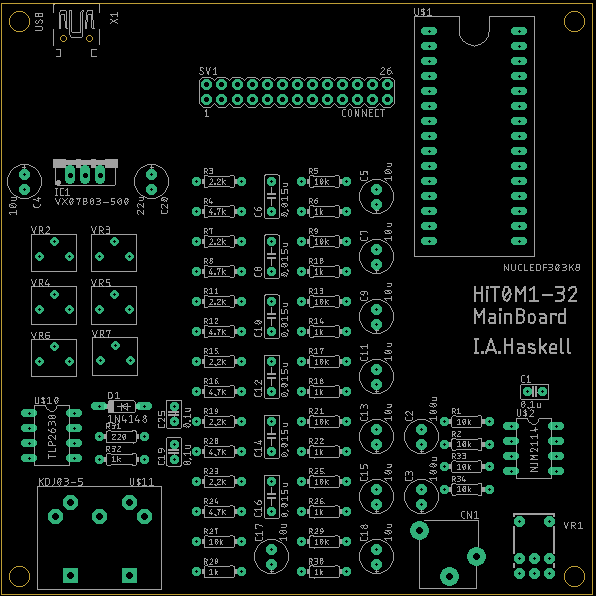 USB
X1
U$1
SV1
26
1
CONNECT
10u
C4
IC1
VX07B03-500
22u
C20
R3
2.2k
R4
4.7k
C6
0.015u
R5
10k
R6
1k
C5
10u
NUCLEOF303K8
HiT0M1-32
MainBoard
I.A.Haskell
VR2
VR3
VR4
VR5
VR6
VR7
R7
2.2k
R8
4.7k
C8
0.015u
R9
10k
R10
1k
C7
10u
R11
2.2k
R12
4.7k
C10
0.015u
R13
10k
R14
1k
C9
10u
R15
2.2k
R16
4.7k
C12
0.015u
R17
10k
R18
1k
C11
10u
R19
2.2k
R20
4.7k
C14
0.015u
R21
10k
R22
1k
C13
10u
R23
2.2k
R24
4.7k
C16
0.015u
R25
10k
R26
1k
C15
10u
R27
10k
R28
1k
C17
10u
R29
10k
R30
1k
C18
10u
U$10
TLP2630
D1
1N4148
R31
220
R32
1k
C25
0.1u
C19
0.1u
C2
100u
C3
100u
R1
10k
R2
10k
R33
10k
R34
10k
C1
0.1u
U$2
NJM2114
KDJ03-5
U$11
CN1
VR1